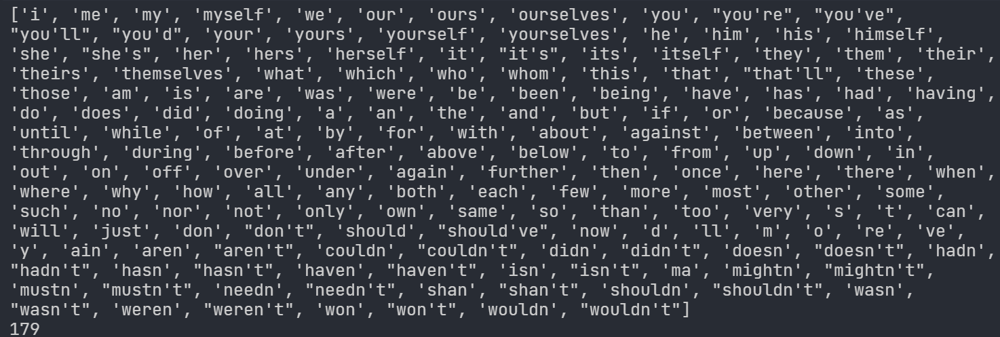 ['i', 'me', 'my', 'myself', 'we', 'our', 'ours', 'ourselves', 'you', "you're", "you've",
"you'll", "you'd", 'your', 'yours', 'yourself', 'yourselves', 'he', 'him', 'his', 'himself',
'she', "she's", 'her', 'hers', 'herself', 'it', "it's", 'its', 'itself', 'they', 'them', 'their',
'theirs', 'themselves', 'what', 'which', 'who', 'whom', 'this', 'that', "that'll", 'these',
'those', 'am', 'is', 'are', 'was', 'were', 'be', 'been', 'being', 'have', 'has', 'had', 'having',
'do', 'does', 'did', 'doing', 'a', 'an', 'the', 'and', 'but', 'if', 'or', 'because', 'as',
'until', 'while', 'of', 'at', 'by', 'for', 'with', 'about', 'against', 'between', 'into',
'through', 'during', 'before', 'after', 'above', 'below', 'to', 'from', 'up', 'down', 'in',
'out', 'on', 'off', 'over', 'under', 'again', 'further', 'then', 'once', 'here', 'there', 'when',
'where', 'why', 'how', 'all', 'any', 'both', 'each', 'few', 'more', 'most', 'other', 'some',
'such', 'no', 'nor', 'not', 'only', 'own', 'same', 'so', 'than', 'too', 'very', 's', 't', 'can',
'will', 'just', 'don', "don't", 'should', "should've", 'now', 'd', 'll', 'm', 'o', 're', 've',
'y', 'ain', 'aren', "aren't", 'couldn', "couldn't", 'didn', "didn't", 'doesn', "doesn't", 'hadn',
"hadn't", 'hasn', "hasn't", 'haven', "haven't", 'isn', "isn't", 'ma', 'mightn', "mightn't",
'mustn', "mustn't", 'needn', "needn't", 'shan', "shan't", 'shouldn', "shouldn't", 'wasn',
"wasn't", 'weren', "weren't", 'won', "won't", 'wouldn', "wouldn't"]
179